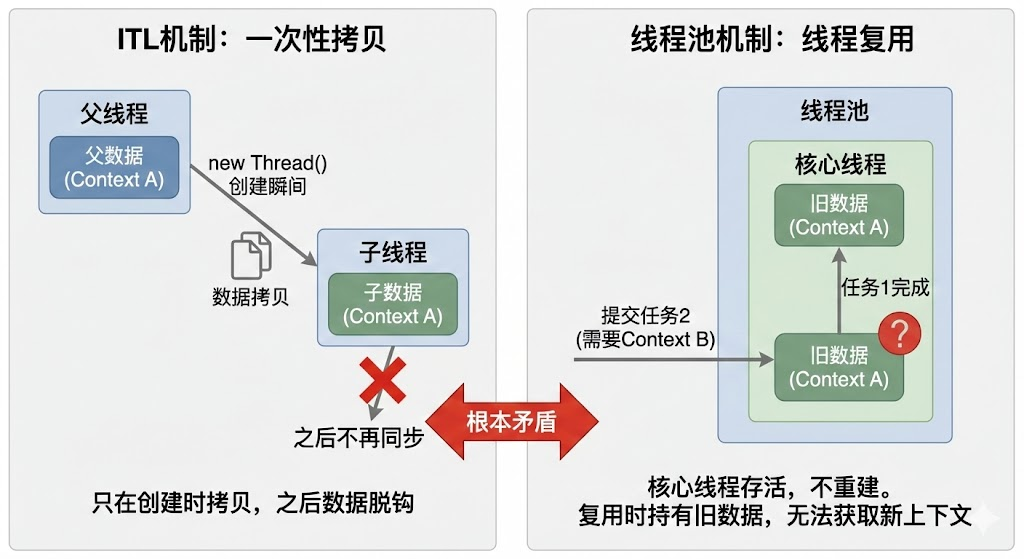 ITL机制：一次性拷贝
父线程
父数据
(Context A)
new Thread()
创建瞬间
数据拷贝
子线程
子数据
(Context A)
之后不再同步
只在创建时拷贝，之后数据脱钩
根本矛盾
线程池机制：线程复用
线程池
核心线程
旧数据
(Context A)
任务1完成
提交任务2
(需要Context B)
?
旧数据
(Context A)
核心线程存活，不重建。
复用时持有旧数据，无法获取新上下文